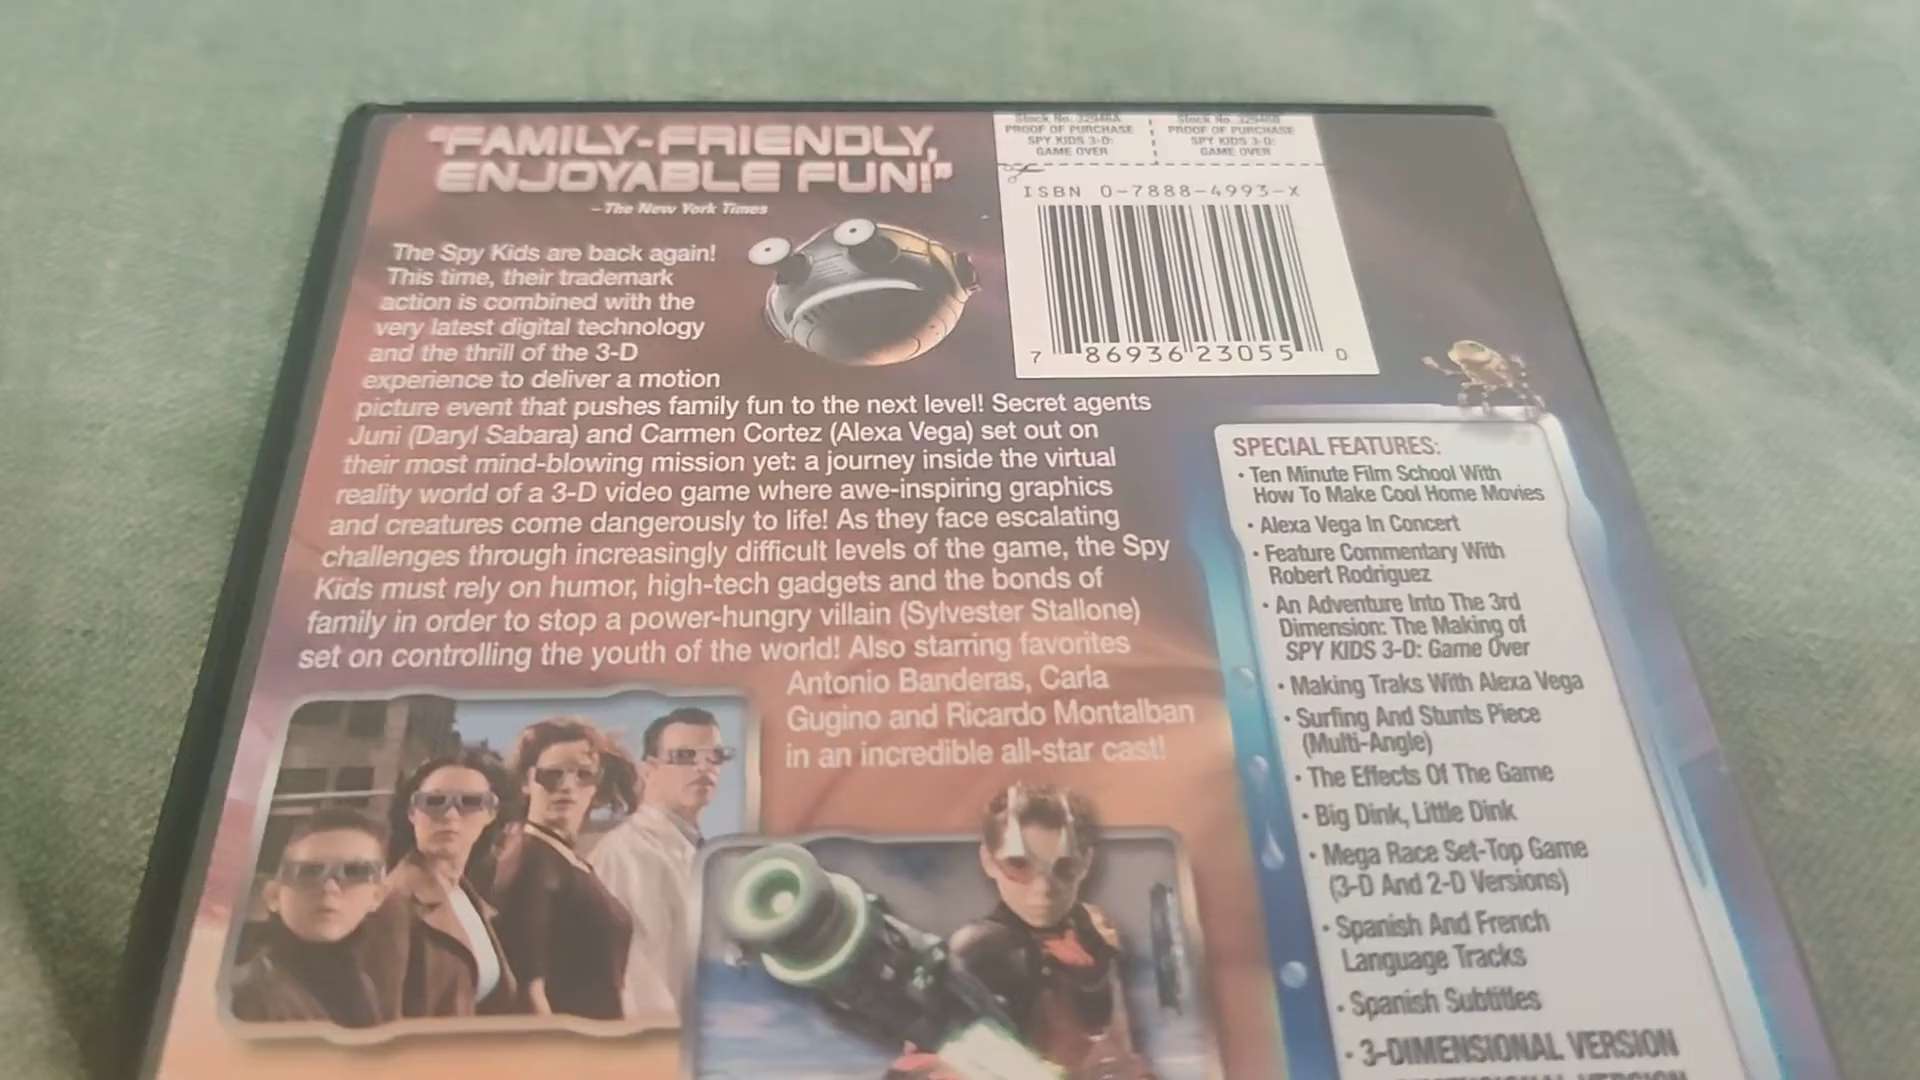 "FAMILY-FRIENDLY,
ENJOYABLE FUN!"
–The New York Times
The Spy Kids are back again!
This time, their trademark
action is combined with the
very latest digital technology
and the thrill of the 3-D
experience to deliver a motion
picture event that pushes family fun to the next level! Secret agents
Juni (Daryl Sabara) and Carmen Cortez (Alexa Vega) set out on
their most mind-blowing mission yet: a journey inside the virtual
reality world of a 3-D video game where awe-inspiring graphics
and creatures come dangerously to life! As they face escalating
challenges through increasingly difficult levels of the game, the Spy
Kids must rely on humor, high-tech gadgets and the bonds of
family in order to stop a power-hungry villain (Sylvester Stallone)
set on controlling the youth of the world! Also starring favorites
Antonio Banderas, Carla
Gugino and Ricardo Montalban
in an incredible all-star cast!
Stock No.
PROOF OF PURCHASE
SPY KIDS 3-D:
GAME OVER
Stock No.
PROOF OF PURCHASE
SPY KIDS 3-D:
GAME OVER
ISBN 0-7888-4993-X
7 86936 23055 0
SPECIAL FEATURES:
• Ten Minute Film School With
How To Make Cool Home Movies
• Alexa Vega In Concert
• Feature Commentary With
Robert Rodriguez
• An Adventure Into The 3rd
Dimension: The Making of
SPY KIDS 3-D: Game Over
• Making Traks With Alexa Vega
• Surfing And Stunts Piece
(Multi-Angle)
• The Effects Of The Game
• Big Dink, Little Dink
• Mega Race Set-Top Game
(3-D And 2-D Versions)
• Spanish And French
Language Tracks
• Spanish Subtitles
• 3-DIMENSIONAL VERSION